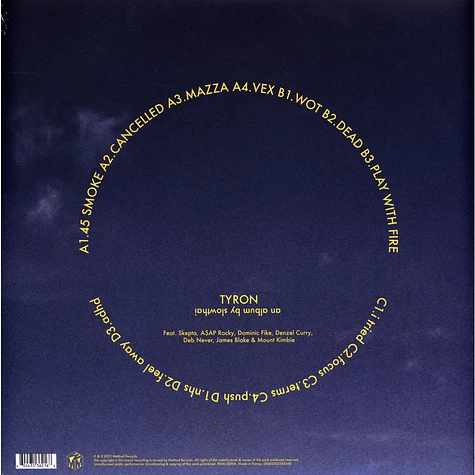 A1.45 SMOKE A2.CANCELLED A3.MAZZA A4.VEX B1.WOT B2.DEAD B3.PLAY WITH FIRE
C1.i tried C2.focus C3.terms C4.push D1.nhs D2.feel away D3.adhd
TYRON
an album by slowthai
Feat. Skepta, A$AP Rocky, Dominic Fike, Denzel Curry,
Deb Never, James Blake & Mount Kimbie